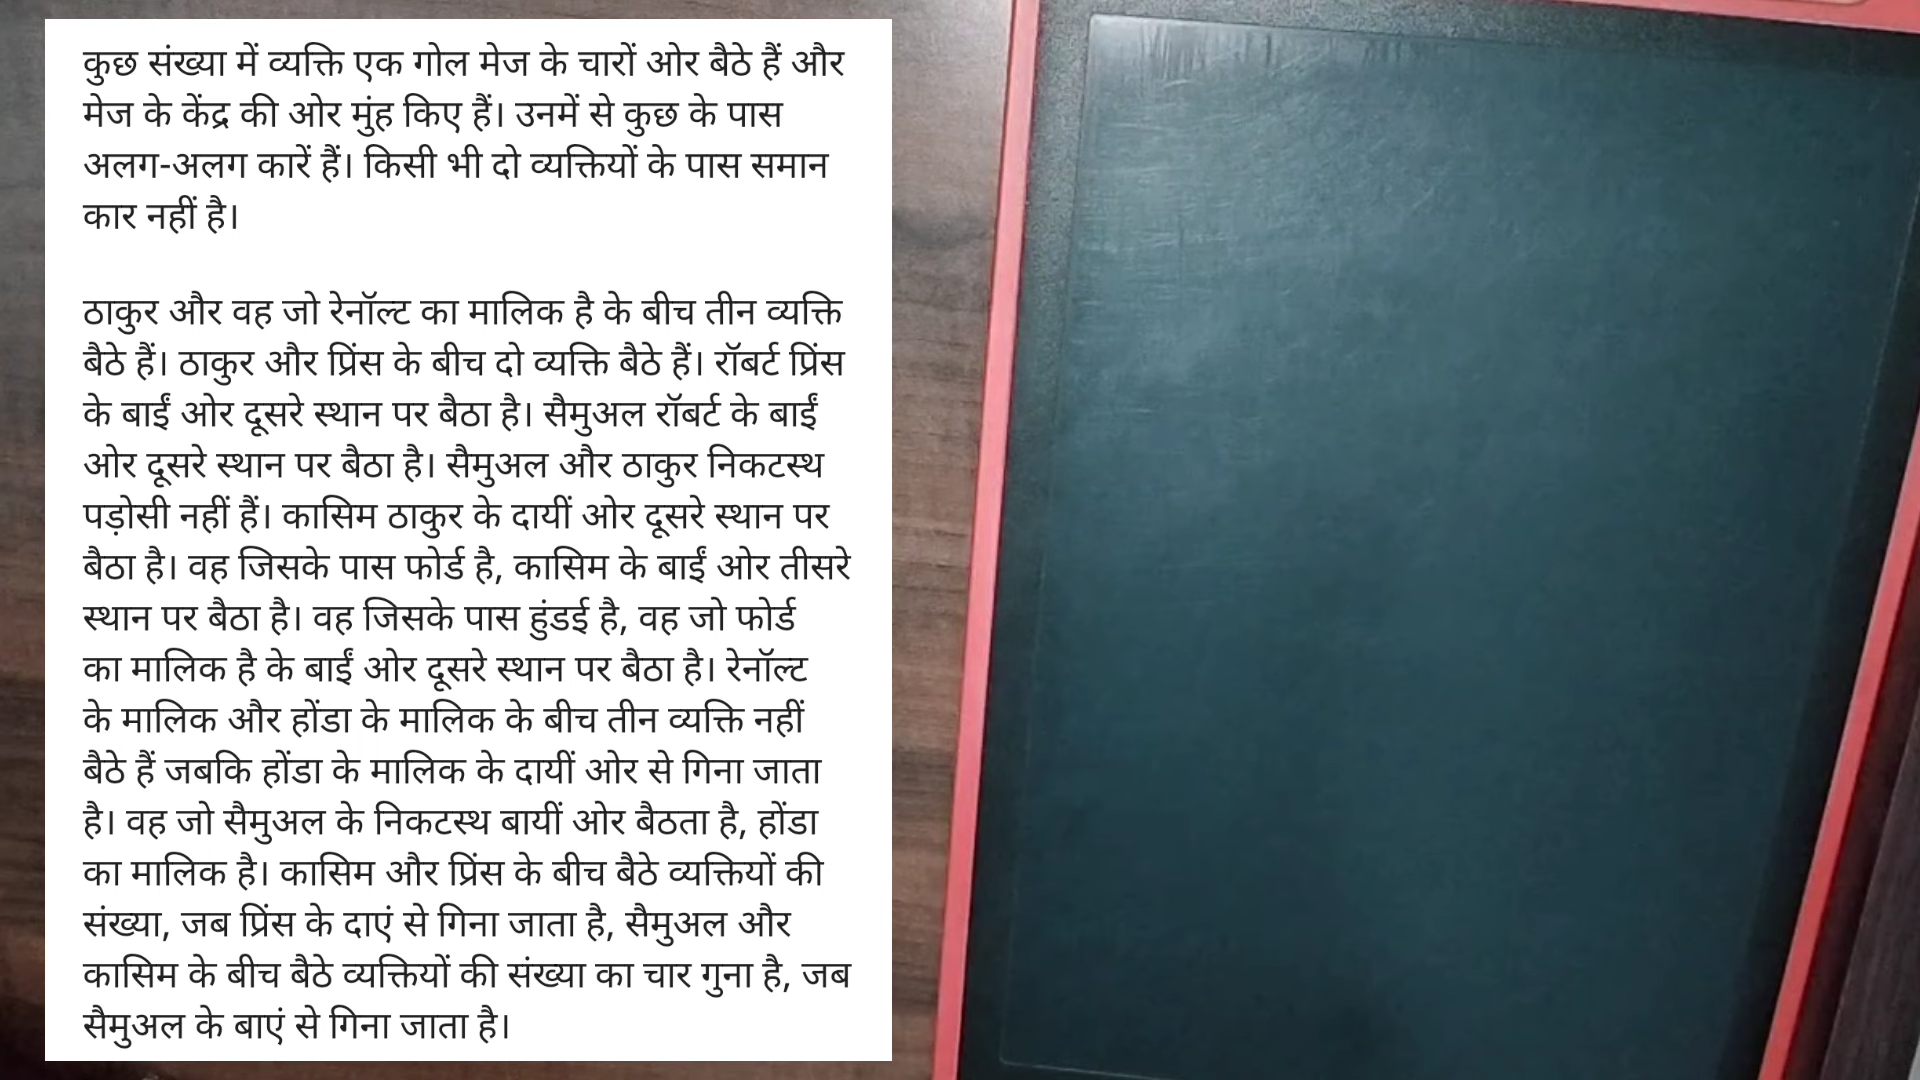 कुछ संख्या में व्यक्ति एक गोल मेज के चारों ओर बैठे हैं और
मेज के केंद्र की ओर मुंह किए हैं। उनमें से कुछ के पास
अलग-अलग कारें हैं। किसी भी दो व्यक्तियों के पास समान
कार नहीं है।
ठाकुर और वह जो रेनॉल्ट का मालिक है के बीच तीन व्यक्ति
बैठे हैं। ठाकुर और प्रिंस के बीच दो व्यक्ति बैठे हैं। रॉबर्ट प्रिंस
के बाईं ओर दूसरे स्थान पर बैठा है। सैमुअल रॉबर्ट के बाईं
ओर दूसरे स्थान पर बैठा है। सैमुअल और ठाकुर निकटस्थ
पड़ोसी नहीं हैं। कासिम ठाकुर के दायीं ओर दूसरे स्थान पर
बैठा है। वह जिसके पास फोर्ड है, कासिम के बाईं ओर तीसरे
स्थान पर बैठा है। वह जिसके पास हुंडई है, वह जो फोर्ड
का मालिक है के बाईं ओर दूसरे स्थान पर बैठा है। रेनॉल्ट
के मालिक और होंडा के मालिक के बीच तीन व्यक्ति नहीं
बैठे हैं जबकि होंडा के मालिक के दायीं ओर से गिना जाता
है। वह जो सैमुअल के निकटस्थ बायीं ओर बैठता है, होंडा
का मालिक है। कासिम और प्रिंस के बीच बैठे व्यक्तियों की
संख्या, जब प्रिंस के दाएं से गिना जाता है, सैमुअल और
कासिम के बीच बैठे व्यक्तियों की संख्या का चार गुना है, जब
सैमुअल के बाएं से गिना जाता है।